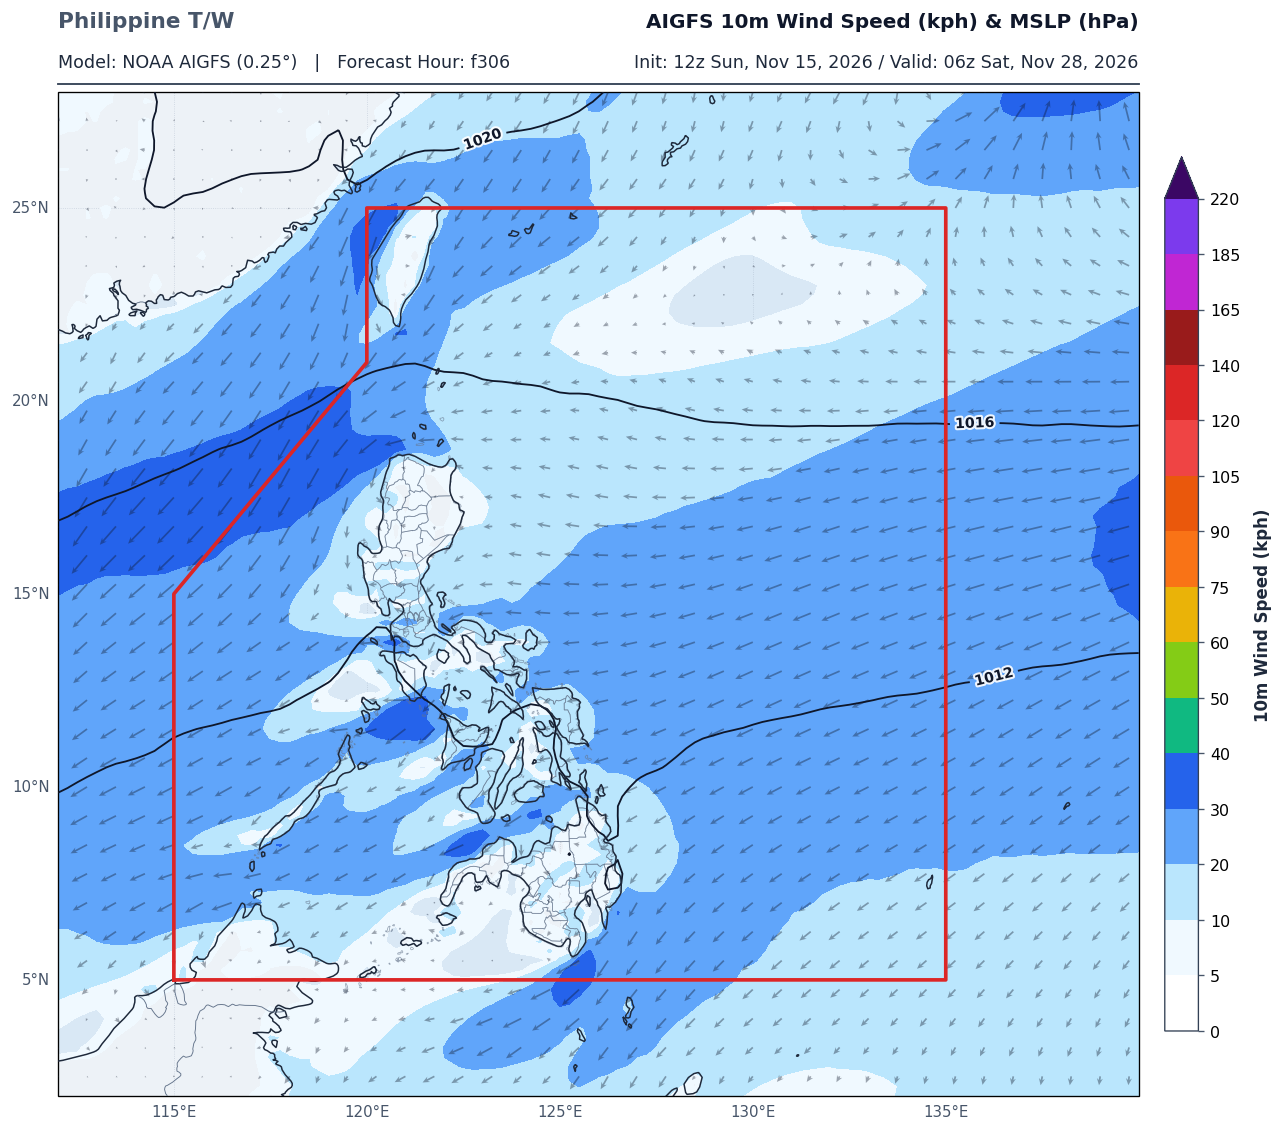 Philippine T/W
AIGFS 10m Wind Speed (kph) & MSLP (hPa)
Model: NOAA AIGFS (0.25°)   |   Forecast Hour: f306
Init: 12z Sun, Nov 15, 2026 / Valid: 06z Sat, Nov 28, 2026
1020
25°N
20°N
1016
15°N
1012
10°N
5°N
115°E
120°E
125°E
130°E
135°E
220
185
165
140
120
105
90
75
60
50
40
30
20
10
5
0
10m Wind Speed (kph)